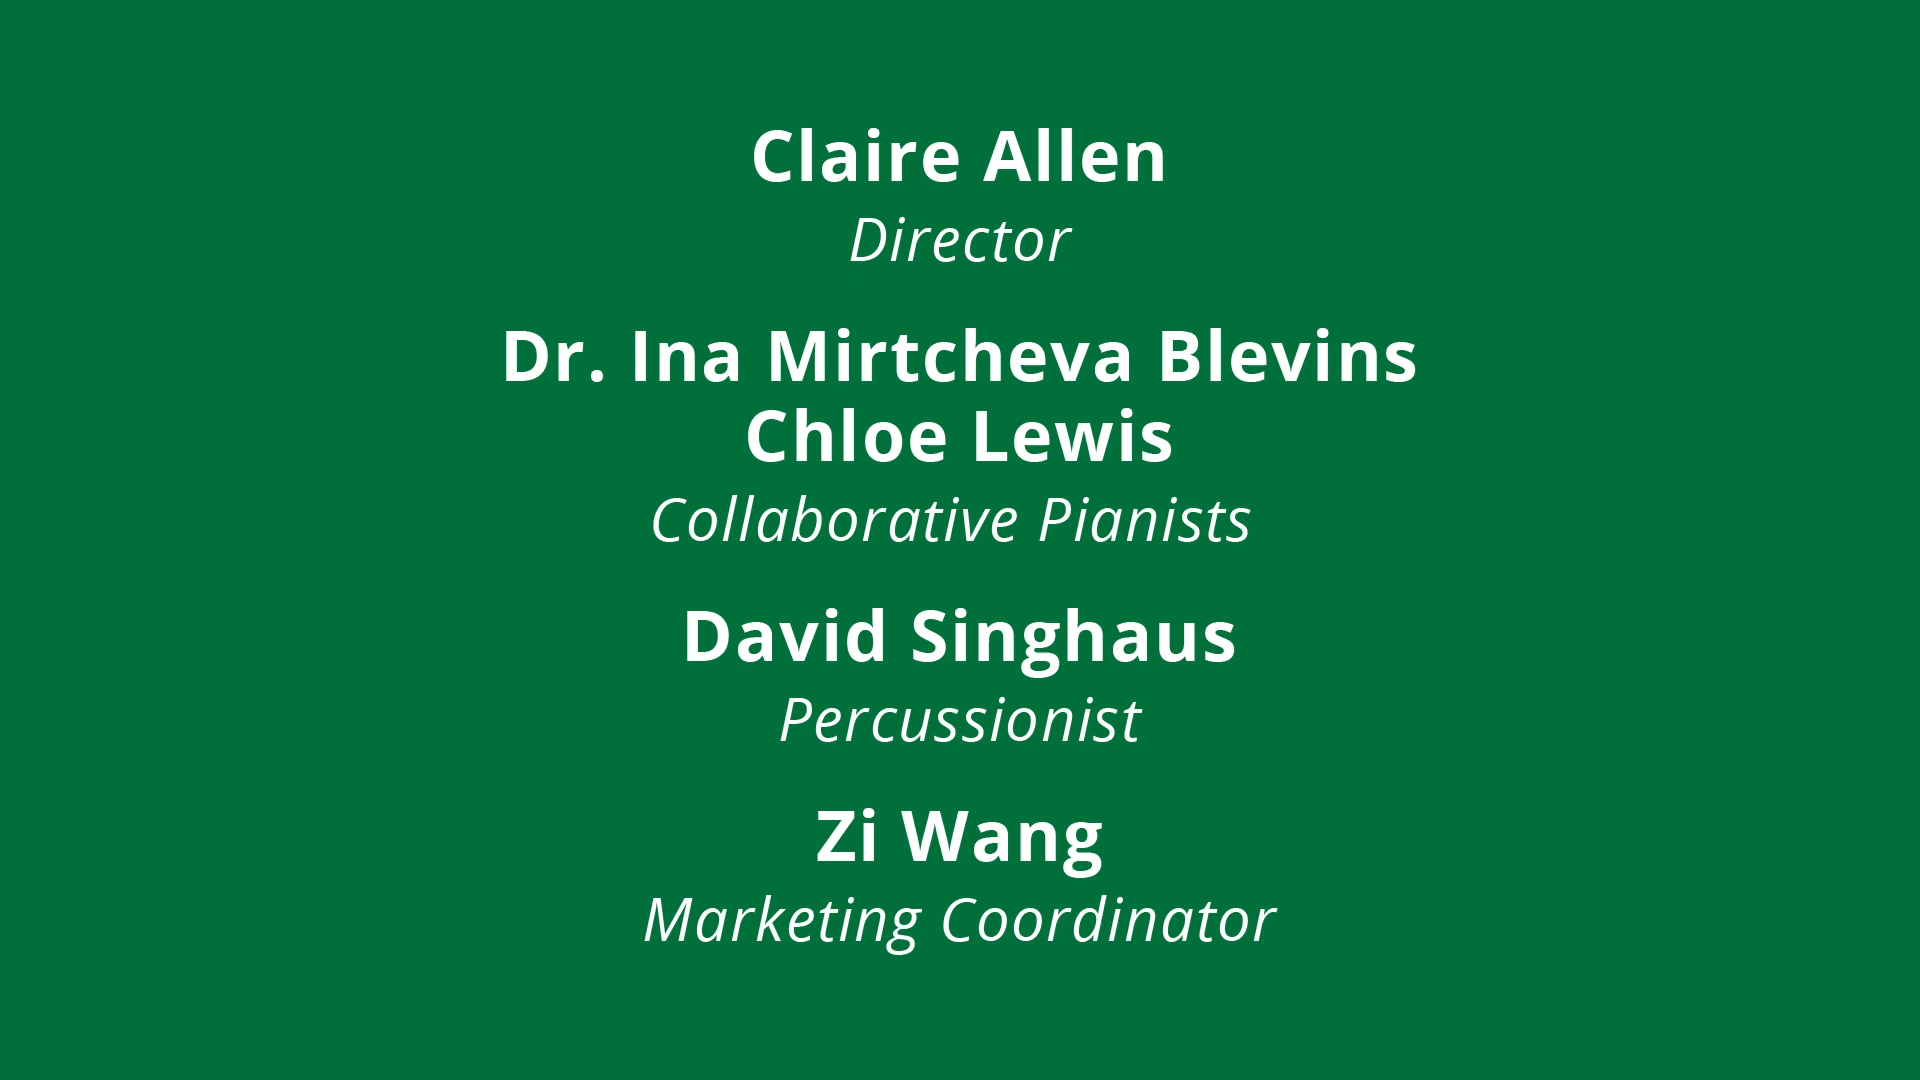 Claire Allen
Director
Dr. Ina Mirtcheva Blevins
Chloe Lewis
Collaborative Pianists
David Singhaus
Percussionist
Zi Wang
Marketing Coordinator